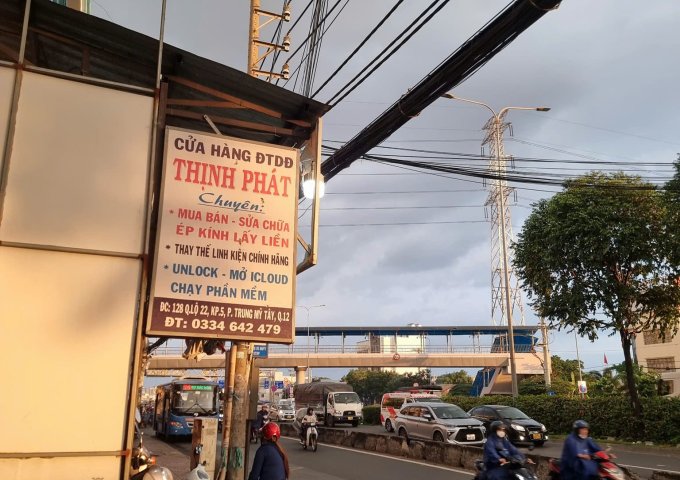 CỬA HÀNG ĐTDĐ
THỊNH PHÁT
Chuyên:
* MUA BÁN - SỬA CHỮA
ÉP KÍNH LẤY LIỀN
* THAY THẾ LINH KIỆN CHÍNH HÃNG
* UNLOCK - MỞ ICLOUD
CHẠY PHẦN MỀM
ĐC: 128 Q.LỘ 22, KP.5, P. TRUNG MỸ TÂY, Q.12
ĐT: 0334 642 479